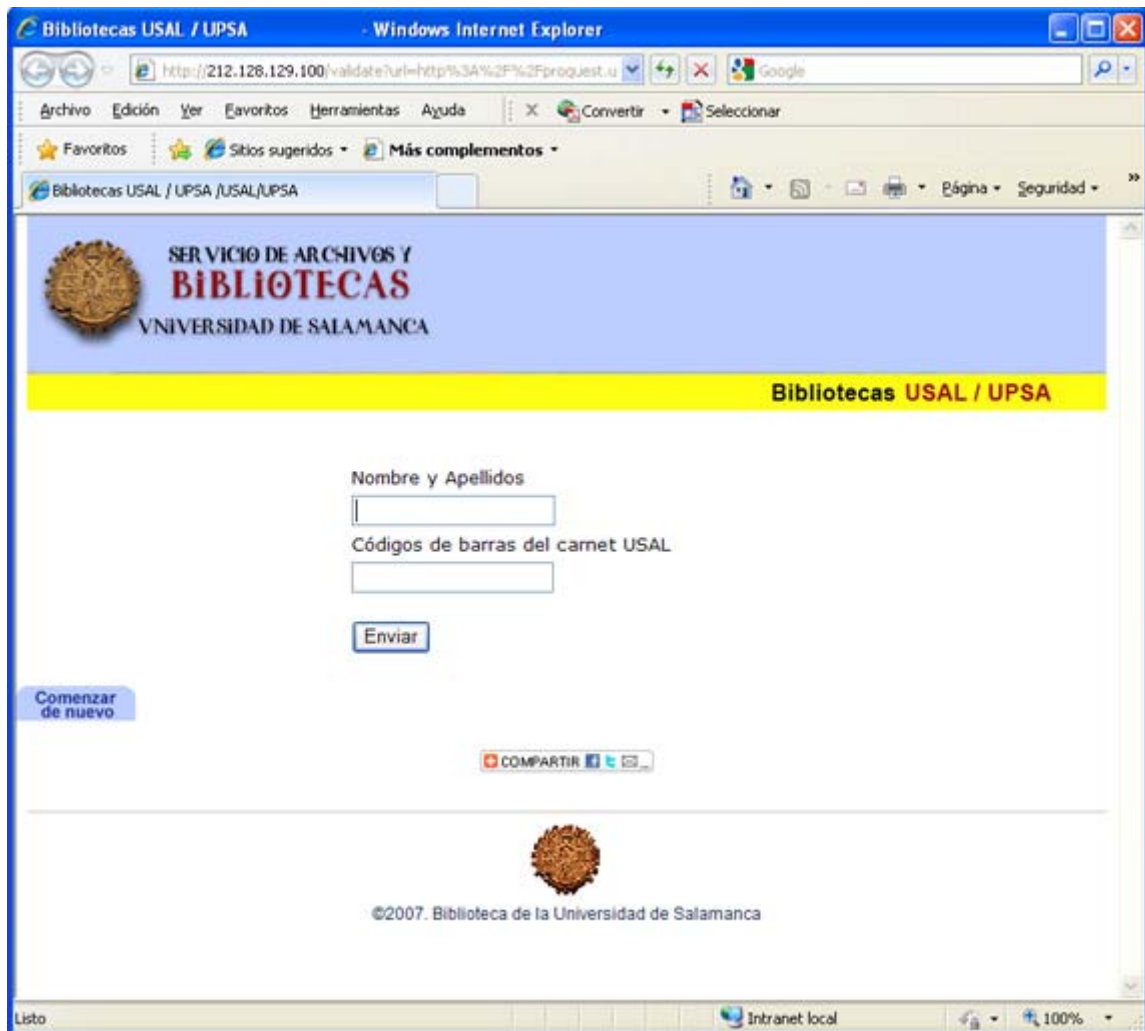 Bibliotecas USAL / UPSA - Windows Internet Explorer
http://212.128.129.100/validate?url=http%3A%2F%2Fproquest.u Google
Archivo Edición Ver Favoritos Herramientas Ayuda X Convertir Seleccionar
Favoritos Sitios sugeridos Más complementos
Bibliotecas USAL / UPSA /USAL/UPSA Página Seguridad »
SERVICIO DE ARCHIVOS Y
BIBLIOTECAS
VNIVERSIDAD DE SALAMANCA
Bibliotecas USAL / UPSA
Nombre y Apellidos
Códigos de barras del carnet USAL
Enviar
Comenzar
de nuevo
COMPARTIR
©2007. Biblioteca de la Universidad de Salamanca
Listo Intranet local 100%